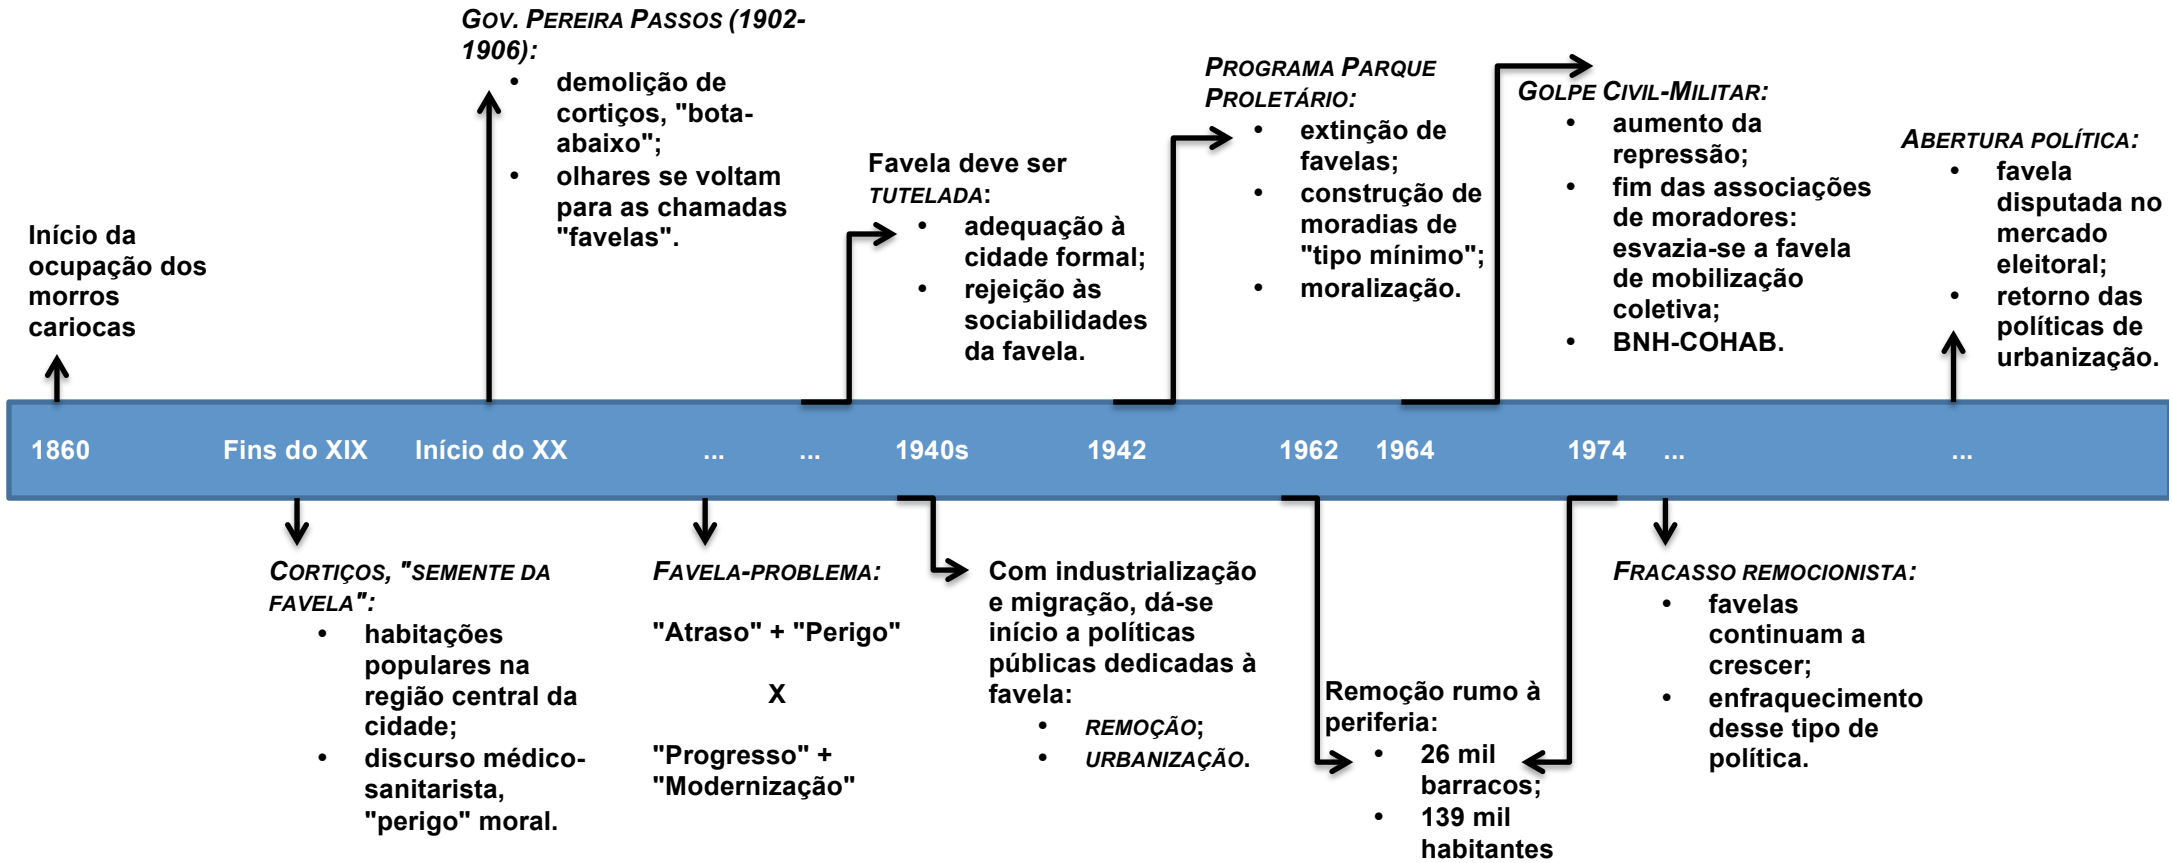 GOV. PEREIRA PASSOS (1902-
1906):
• demolição de
cortiços, "bota-
abaixo";
• olhares se voltam
para as chamadas
"favelas".
Início da
ocupação dos
morros
cariocas
Favela deve ser
TUTELADA:
• adequação à
cidade formal;
• rejeição às
sociabilidades
da favela.
PROGRAMA PARQUE
PROLETÁRIO:
• extinção de
favelas;
• construção de
moradias de
"tipo mínimo";
• moralização.
GOLPE CIVIL-MILITAR:
• aumento da
repressão;
• fim das associações
de moradores:
esvazia-se a favela
de mobilização
coletiva;
• BNH-COHAB.
ABERTURA POLÍTICA:
• favela
disputada no
mercado
eleitoral;
• retorno das
políticas de
urbanização.
1860 Fins do XIX Início do XX ... ... 1940s 1942 1962 1964 1974 ... ...
CORTIÇOS, "SEMENTE DA
FAVELA":
• habitações
populares na
região central da
cidade;
• discurso médico-
sanitarista,
"perigo" moral.
FAVELA-PROBLEMA:
"Atraso" + "Perigo"
X
"Progresso" +
"Modernização"
Com industrialização
e migração, dá-se
início a políticas
públicas dedicadas à
favela:
• REMOÇÃO;
• URBANIZAÇÃO.
Remoção rumo à
periferia:
• 26 mil
barracos;
• 139 mil
habitantes
FRACASSO REMOCIONISTA:
• favelas
continuam a
crescer;
• enfraquecimento
desse tipo de
política.